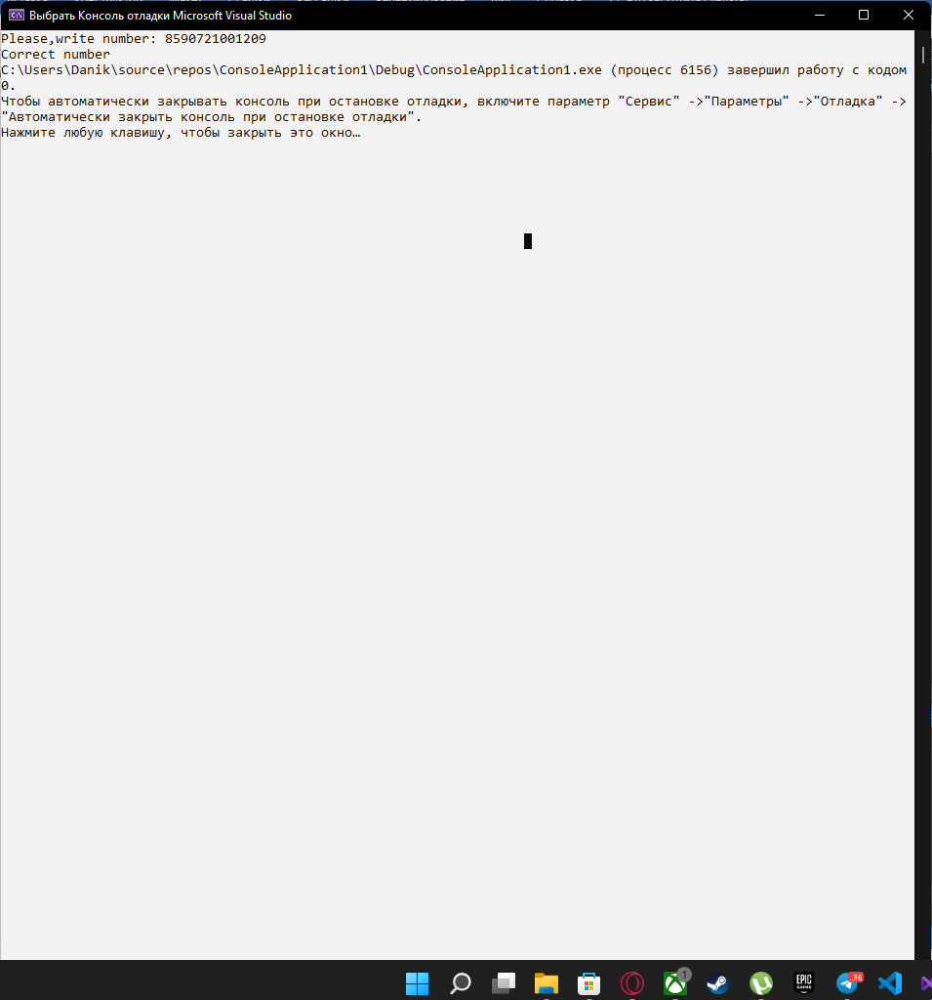 Выбрать Консоль отладки Microsoft Visual Studio
Please,write number: 8590721001209
Correct number
C:\Users\Danik\source\repos\ConsoleApplication1\Debug\ConsoleApplication1.exe (процесс 6156) завершил работу с кодом
0.
Чтобы автоматически закрывать консоль при остановке отладки, включите параметр "Сервис" ->"Параметры" ->"Отладка" ->
"Автоматически закрыть консоль при остановке отладки".
Нажмите любую клавишу, чтобы закрыть это окно…
1
EPIC
GAMES
36